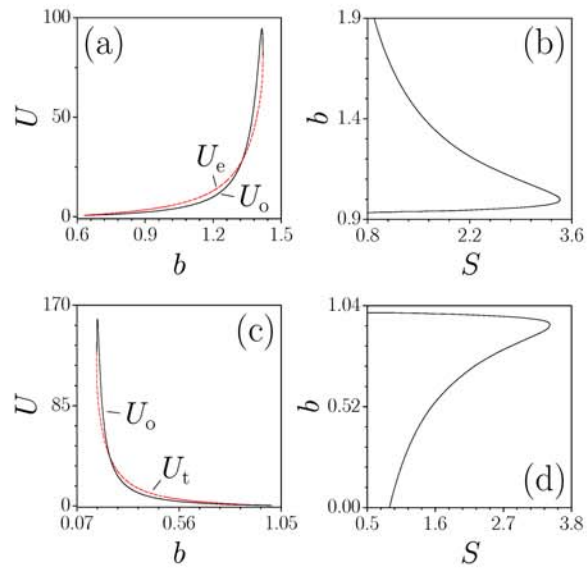 100
50
0
U
(a)
U_e
U_o
0.6
0.9
1.2
1.5
b
1.9
1.4
0.9
b
(b)
0.8
2.2
3.6
S
170
85
0
U
(c)
U_o
U_t
0.07
0.56
1.05
b
1.04
0.52
0.00
b
(d)
0.5
1.6
2.7
3.8
S